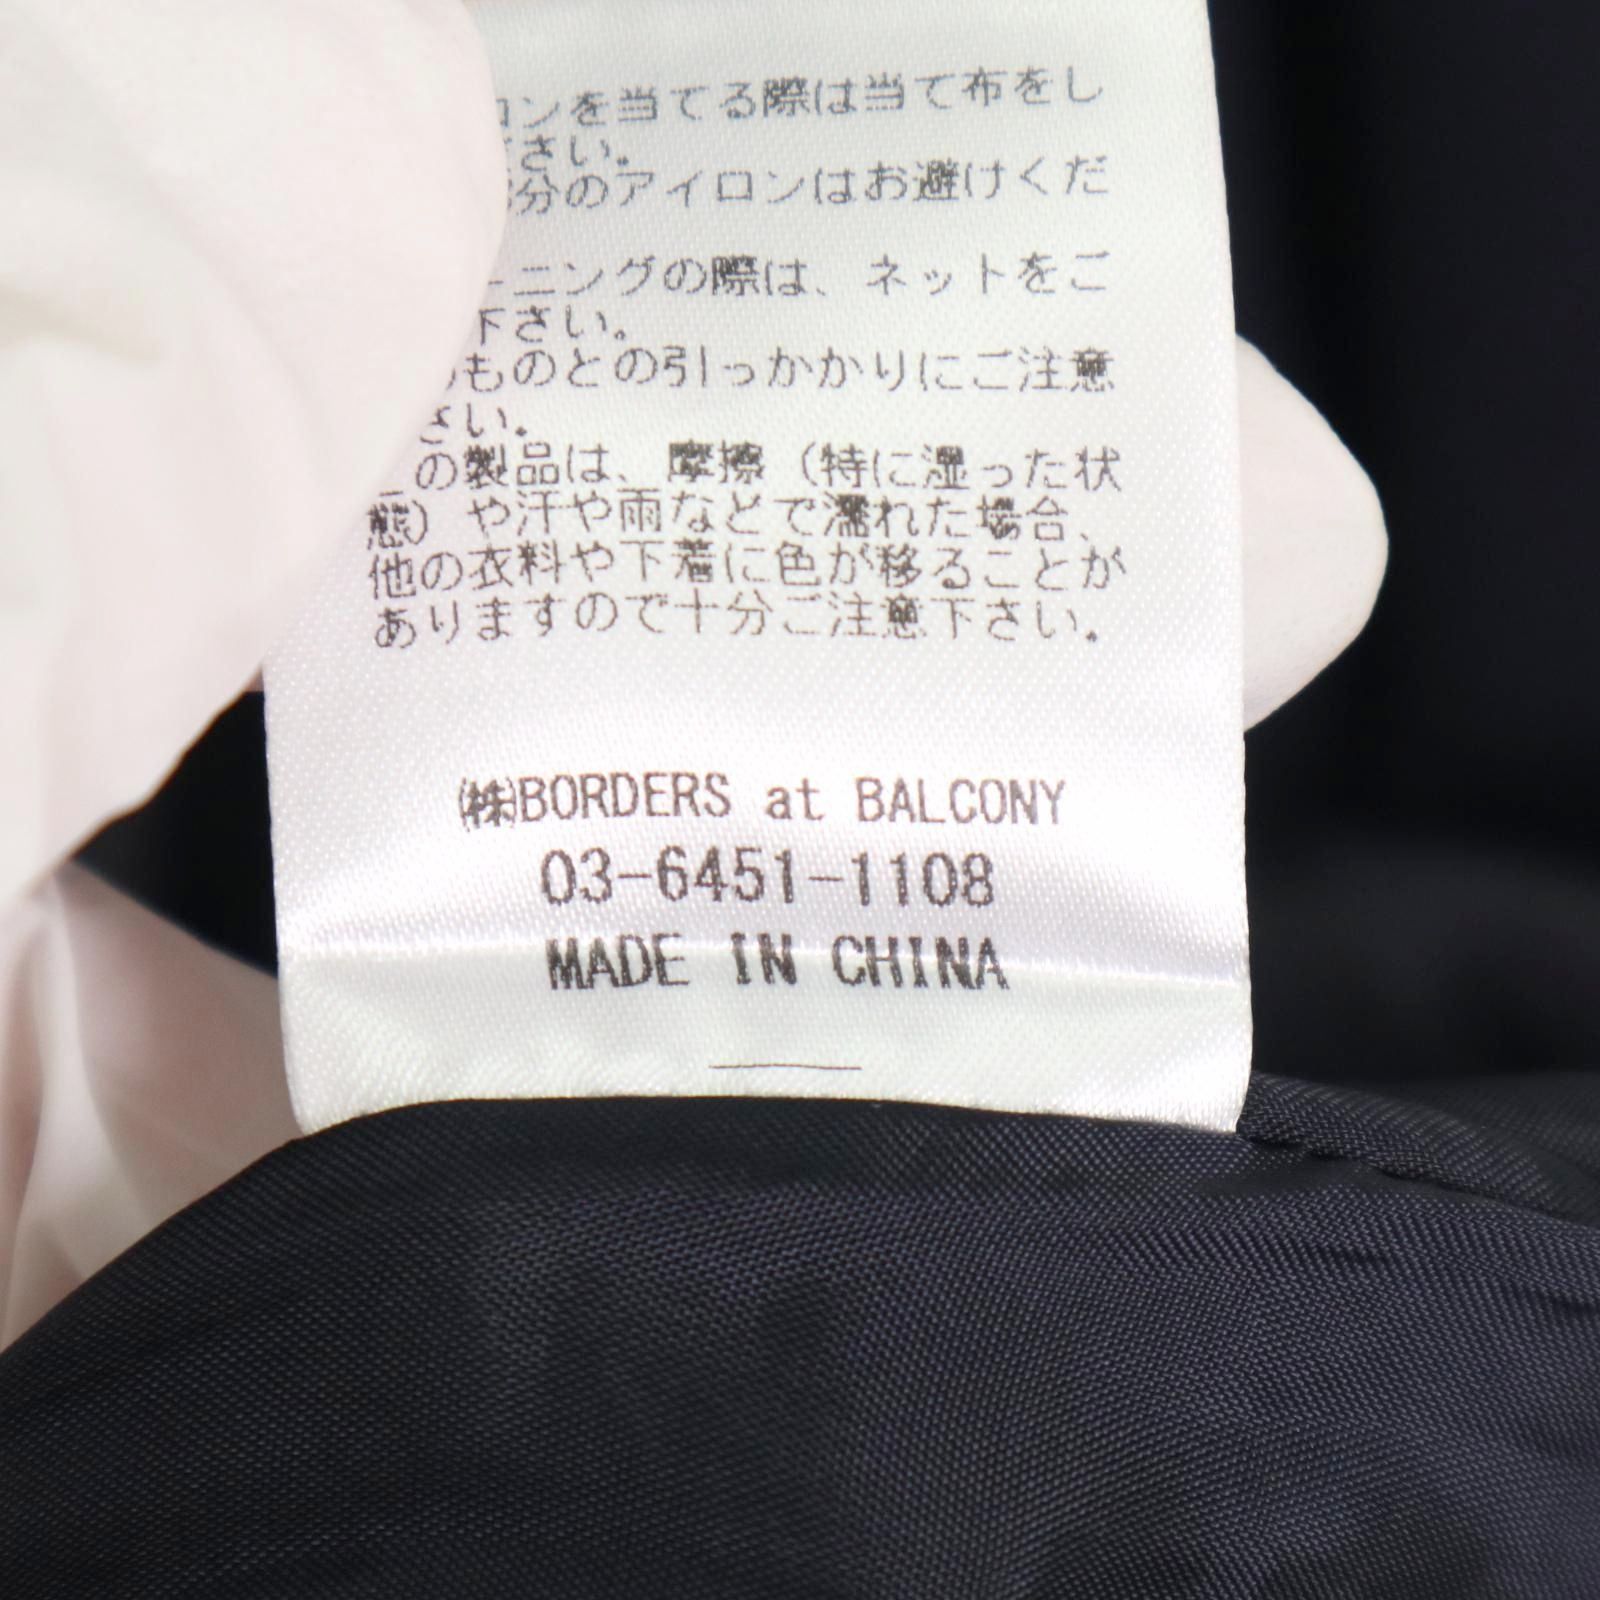 ロンを当てる際は当て布をし
さい。
分のアイロンはお避けくだ
ーニングの際は、ネットをご
下さい。
ものとの引っかかりにご注意
さい。
の製品は、摩擦（特に湿った状
態）や汗や雨などで濡れた場合、
他の衣料や下着に色が移ることが
ありますので十分ご注意下さい。
㈱BORDERS at BALCONY
03-6451-1108
MADE IN CHINA